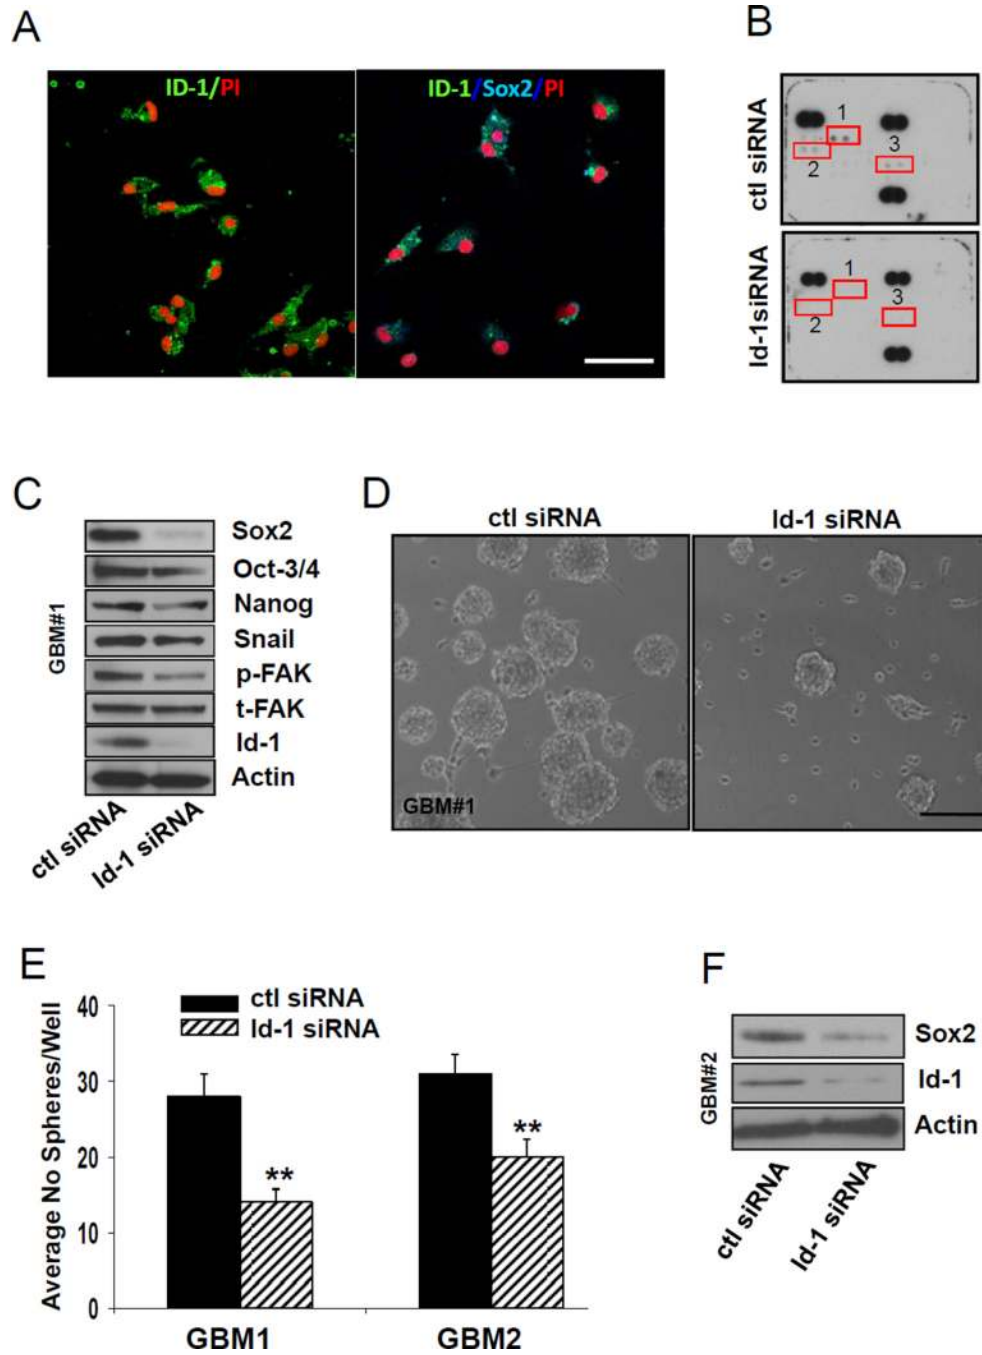 A
ID-1/PI
ID-1/Sox2/PI
B
ctl siRNA
1
2
3
Id-1siRNA
1
2
3
C
GBM#1
Sox2
Oct-3/4
Nanog
Snail
p-FAK
t-FAK
Id-1
Actin
ctl siRNA
Id-1 siRNA
D
ctl siRNA
Id-1 siRNA
GBM#1
E
Average No Spheres/Well
40
30
20
10
0
ctl siRNA
Id-1 siRNA
**
**
GBM1
GBM2
F
GBM#2
Sox2
Id-1
Actin
ctl siRNA
Id-1 siRNA